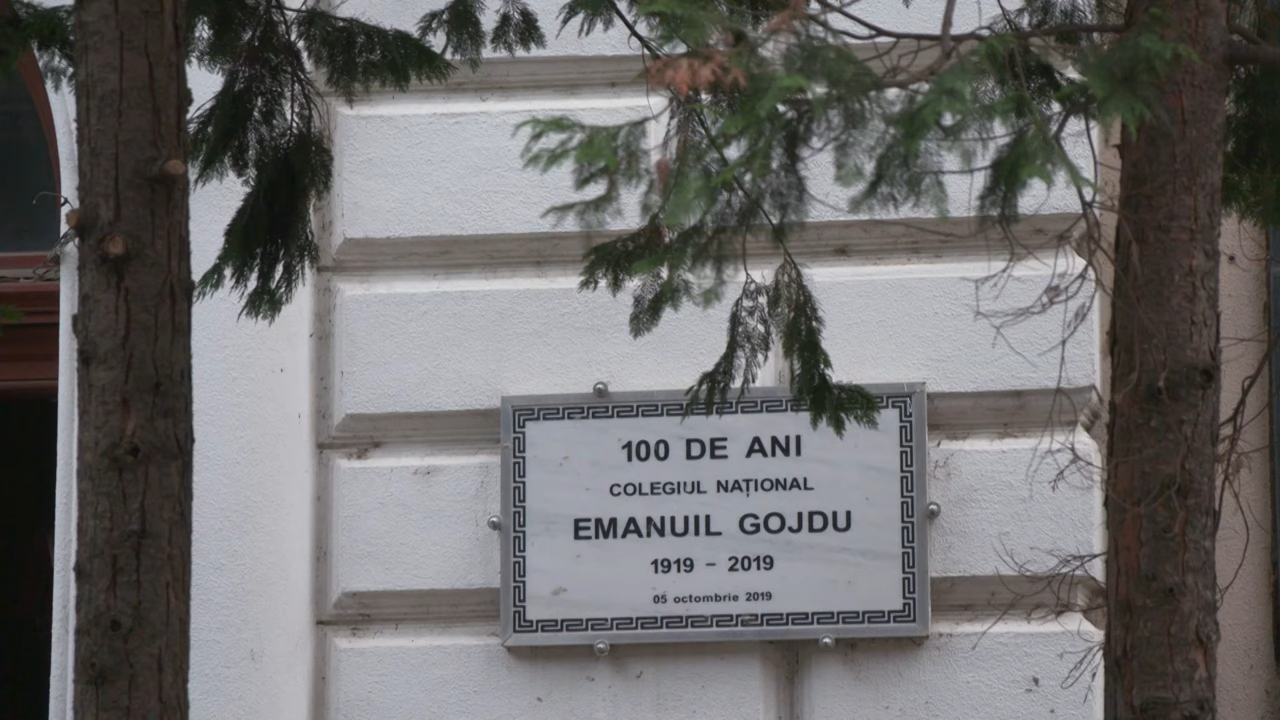 100 DE ANI
COLEGIUL NAȚIONAL
EMANUIL GOJDU
1919 - 2019
05 octombrie 2019